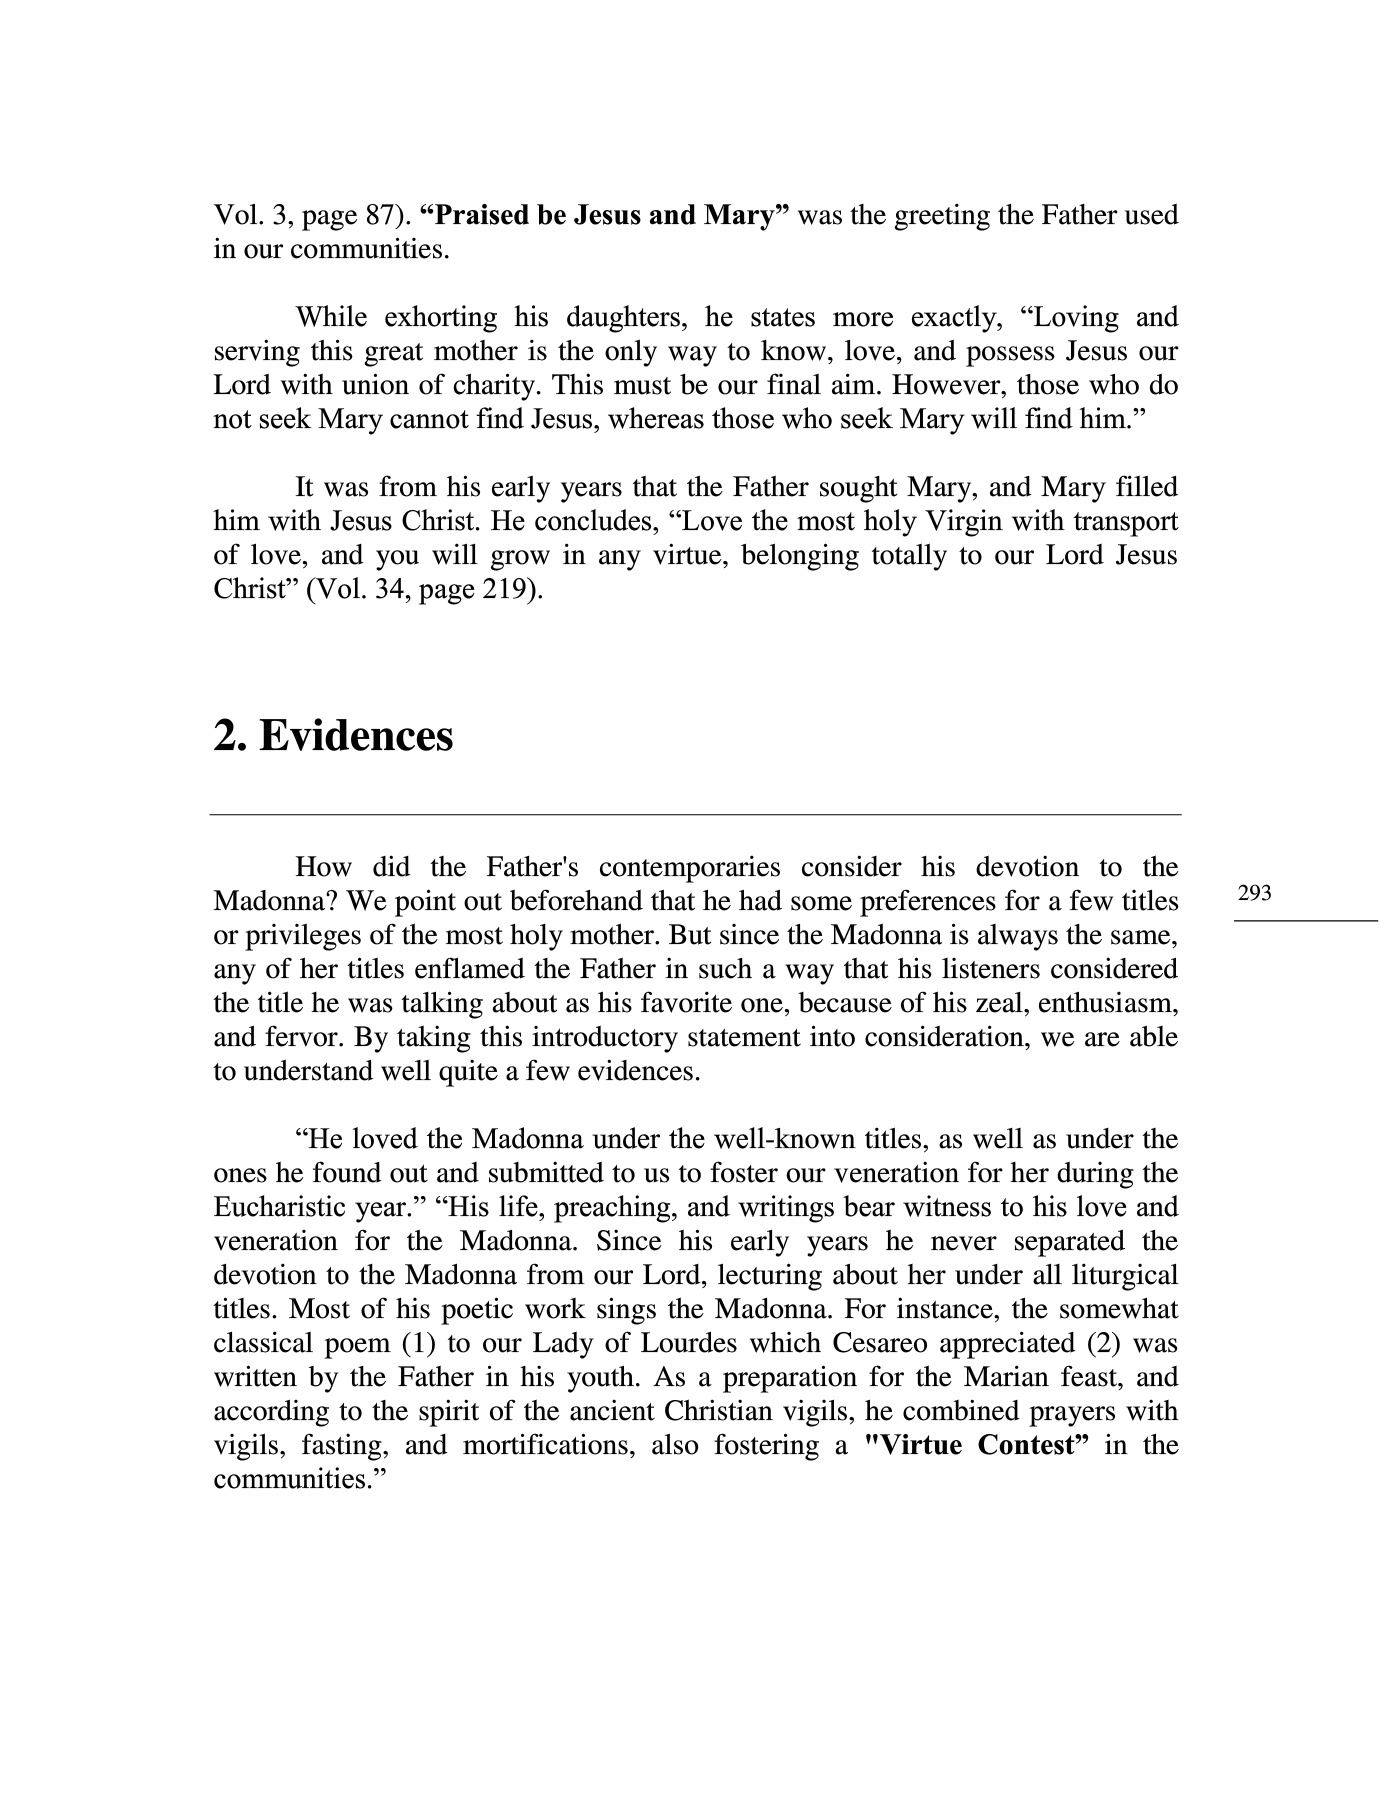 Vol. 3, page 87). “Praised be Jesus and Mary” was the greeting the Father used
in our communities.
While exhorting his daughters, he states more exactly, “Loving and
serving this great mother is the only way to know, love, and possess Jesus our
Lord with union of charity. This must be our final aim. However, those who do
not seek Mary cannot find Jesus, whereas those who seek Mary will find him.”
It was from his early years that the Father sought Mary, and Mary filled
him with Jesus Christ. He concludes, “Love the most holy Virgin with transport
of love, and you will grow in any virtue, belonging totally to our Lord Jesus
Christ” (Vol. 34, page 219).
2. Evidences
How did the Father's contemporaries consider his devotion to the
Madonna? We point out beforehand that he had some preferences for a few titles
or privileges of the most holy mother. But since the Madonna is always the same,
any of her titles enflamed the Father in such a way that his listeners considered
the title he was talking about as his favorite one, because of his zeal, enthusiasm,
and fervor. By taking this introductory statement into consideration, we are able
to understand well quite a few evidences.
293
“He loved the Madonna under the well-known titles, as well as under the
ones he found out and submitted to us to foster our veneration for her during the
Eucharistic year.” “His life, preaching, and writings bear witness to his love and
veneration for the Madonna. Since his early years he never separated the
devotion to the Madonna from our Lord, lecturing about her under all liturgical
titles. Most of his poetic work sings the Madonna. For instance, the somewhat
classical poem (1) to our Lady of Lourdes which Cesareo appreciated (2) was
written by the Father in his youth. As a preparation for the Marian feast, and
according to the spirit of the ancient Christian vigils, he combined prayers with
vigils, fasting, and mortifications, also fostering a "Virtue Contest” in the
communities.”